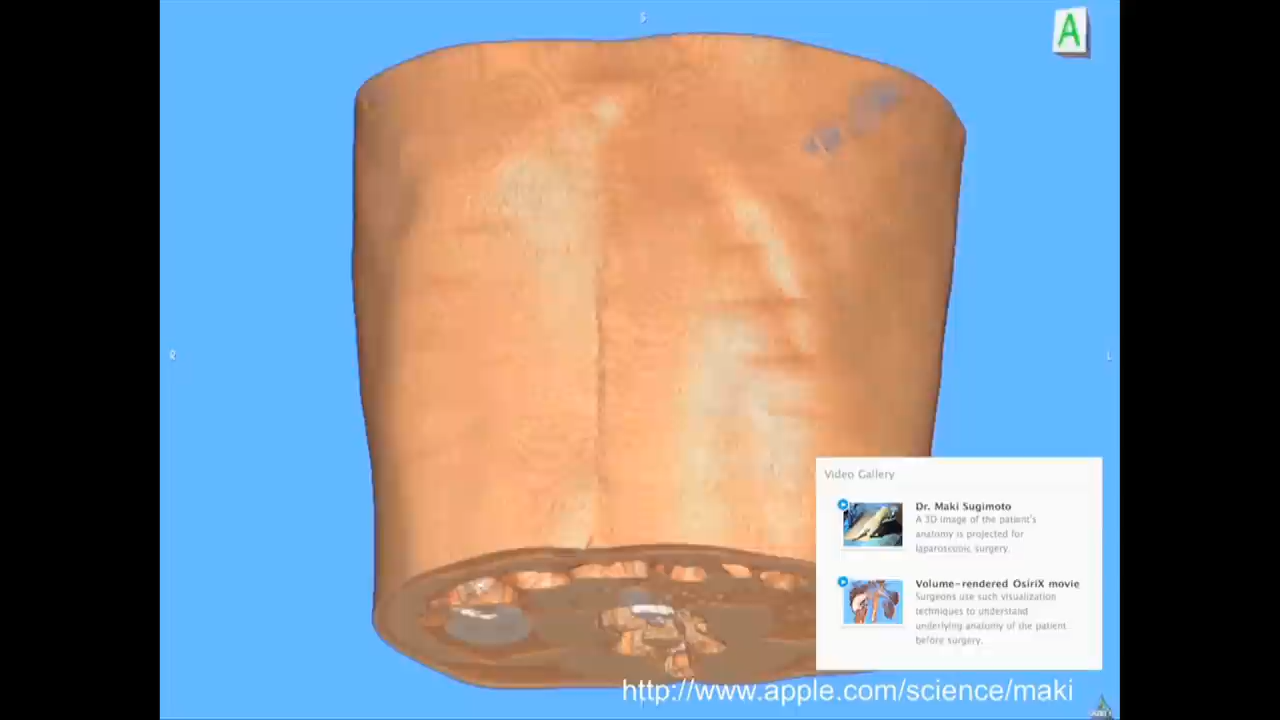 S
A
R
L
Video Gallery
Dr. Maki Sugimoto
A 3D image of the patient's
anatomy is projected for
laparoscopic surgery.
Volume-rendered OsiriX movie
Surgeons use such visualization
techniques to understand
underlying anatomy of the patient
before surgery.
http://www.apple.com/science/maki